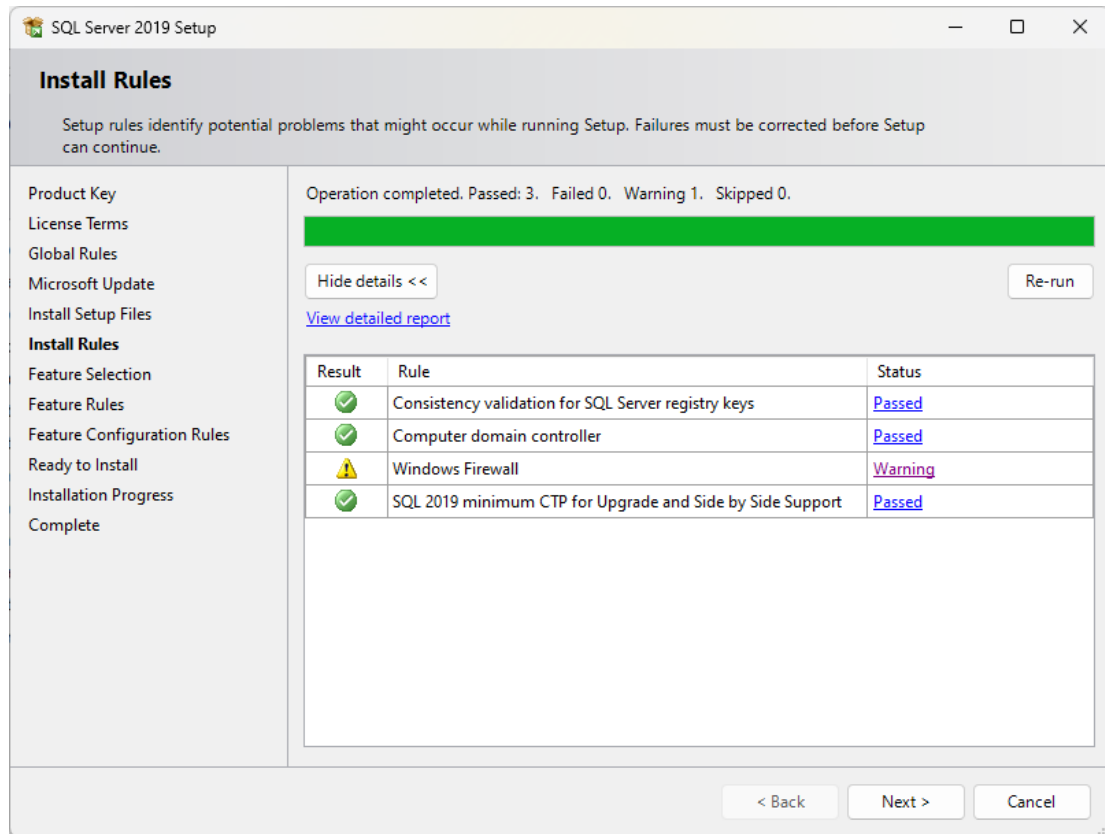 SQL Server 2019 Setup
Install Rules
Setup rules identify potential problems that might occur while running Setup. Failures must be corrected before Setup
can continue.
Product Key
License Terms
Global Rules
Microsoft Update
Install Setup Files
Install Rules
Feature Selection
Feature Rules
Feature Configuration Rules
Ready to Install
Installation Progress
Complete
Operation completed. Passed: 3.   Failed 0.   Warning 1.   Skipped 0.
Hide details <<
Re-run
View detailed report
Result Rule Status
Consistency validation for SQL Server registry keys Passed
Computer domain controller Passed
Windows Firewall Warning
SQL 2019 minimum CTP for Upgrade and Side by Side Support Passed
< Back Next > Cancel